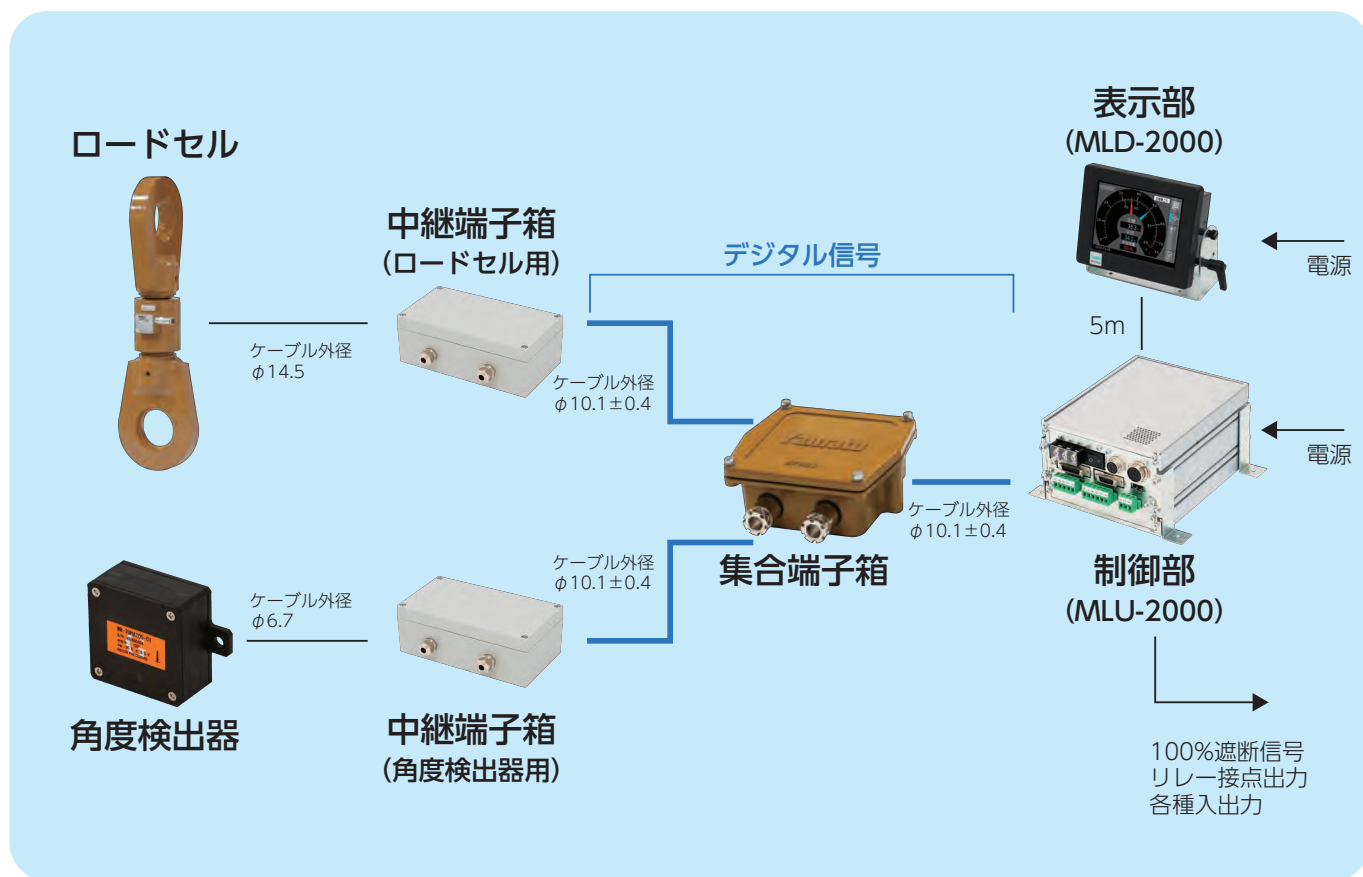 ロードセル
中継端子箱
（ロードセル用）
デジタル信号
表示部
（MLD-2000）
電源
5m
ケーブル外径
φ14.5
ケーブル外径
φ10.1±0.4
電源
ケーブル外径
φ10.1±0.4
集合端子箱
制御部
（MLU-2000）
ケーブル外径
φ6.7
ケーブル外径
φ10.1±0.4
角度検出器
中継端子箱
（角度検出器用）
100%遮断信号
リレー接点出力
各種入出力